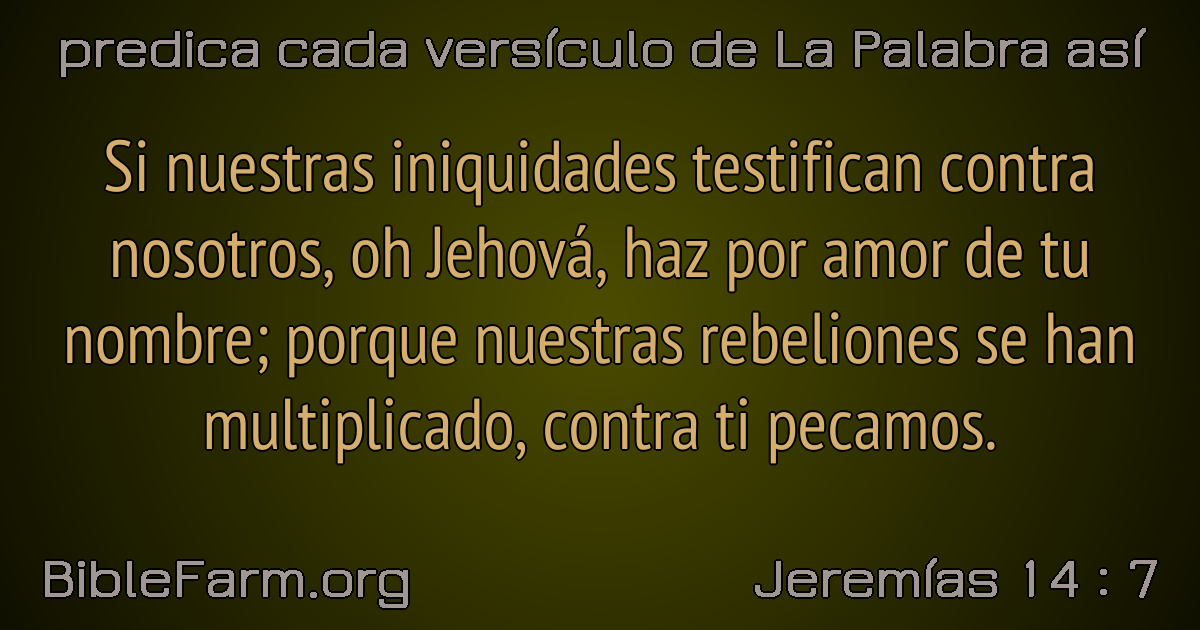 predica cada versículo de La Palabra así
Si nuestras iniquidades testifican contra
nosotros, oh Jehová, haz por amor de tu
nombre; porque nuestras rebeliones se han
multiplicado, contra ti pecamos.
BibleFarm.org
Jeremías 14 : 7